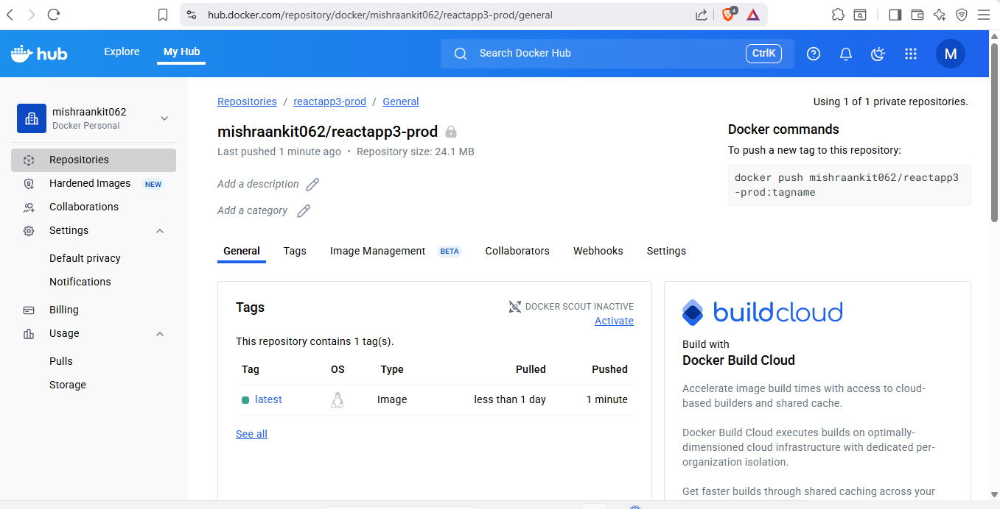 hub.docker.com/repository/docker/mishraankit062/reactapp3-prod/general
4
hub
Explore
My Hub
Search Docker Hub
CtrlK
M
mishraankit062
Docker Personal
Repositories
Hardened Images NEW
Collaborations
Settings
Default privacy
Notifications
Billing
Usage
Pulls
Storage
Repositories / reactapp3-prod / General
Using 1 of 1 private repositories.
mishraankit062/reactapp3-prod
Last pushed 1 minute ago • Repository size: 24.1 MB
Add a description
Add a category
Docker commands
To push a new tag to this repository:
docker push mishraankit062/reactapp3
-prod:tagname
General
Tags
Image Management BETA
Collaborators
Webhooks
Settings
Tags
DOCKER SCOUT INACTIVE
Activate
This repository contains 1 tag(s).
Tag OS Type Pulled Pushed
latest Image less than 1 day 1 minute
See all
buildcloud
Build with
Docker Build Cloud
Accelerate image build times with access to cloud-
based builders and shared cache.
Docker Build Cloud executes builds on optimally-
dimensioned cloud infrastructure with dedicated per-
organization isolation.
Get faster builds through shared caching across your